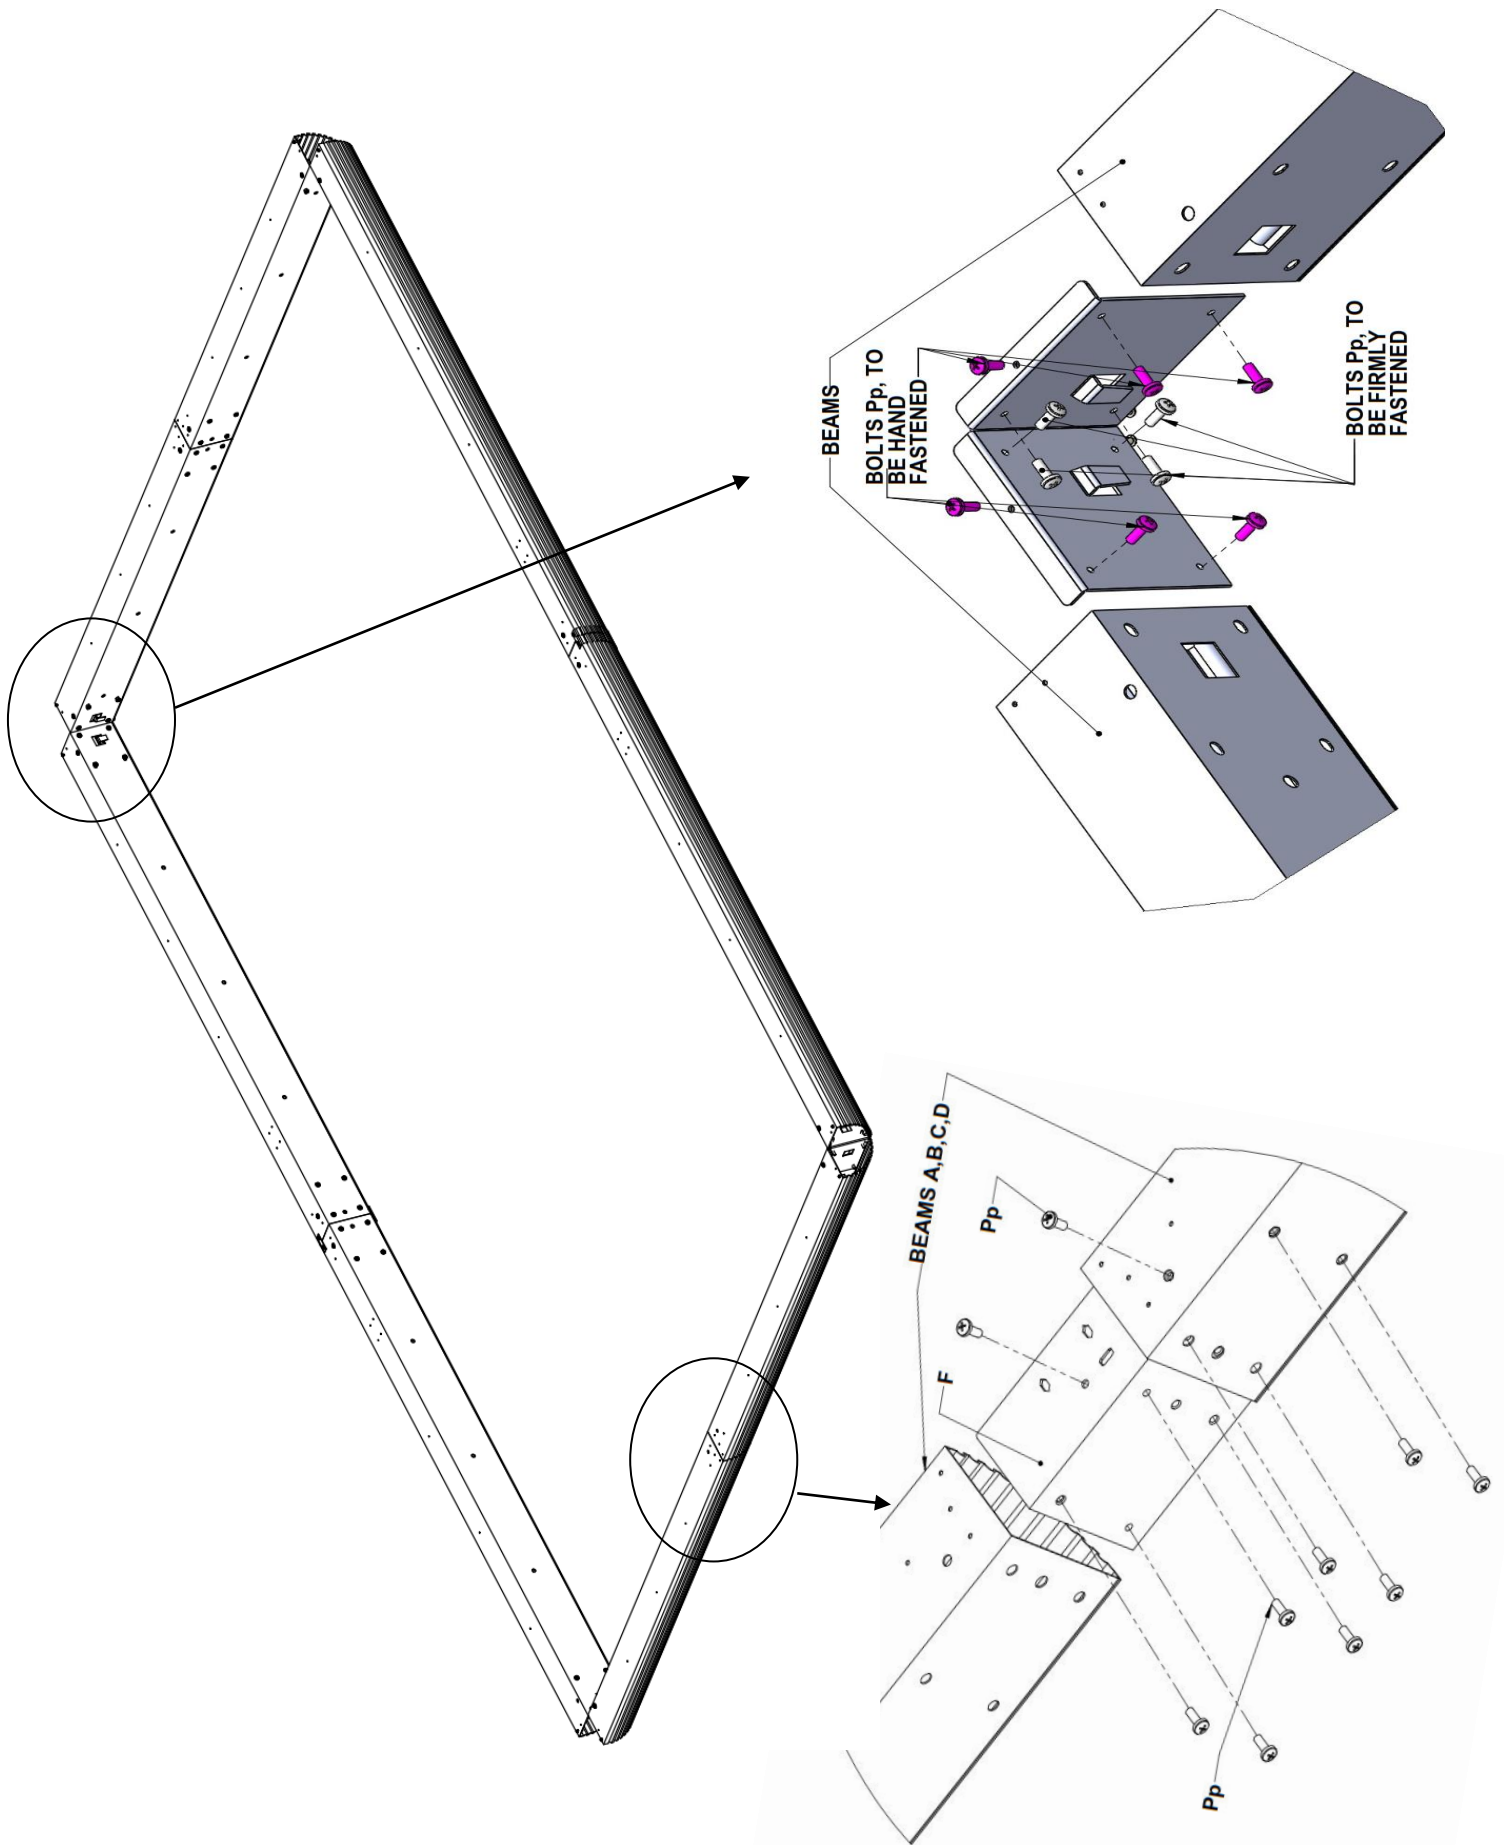 BEAMS
BOLTS Pp, TO
BE HAND
FASTENED
BOLTS Pp, TO
BE FIRMLY
FASTENED
BEAMS A,B,C,D
Pp
F
Pp